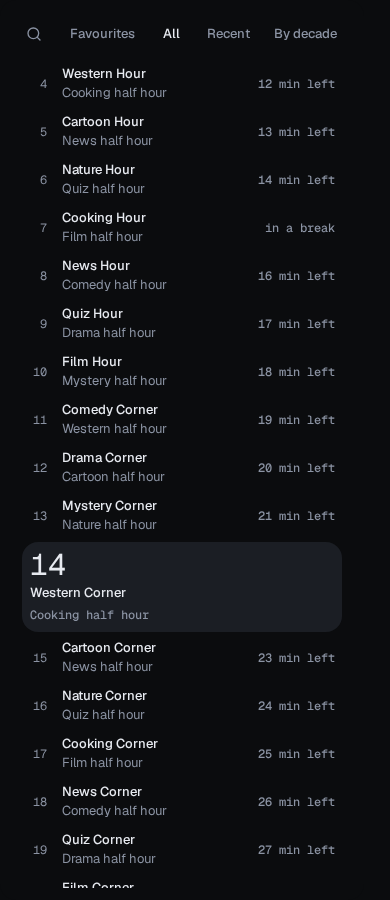 Favourites All Recent By decade
4 Western Hour 12 min left
Cooking half hour
5 Cartoon Hour 13 min left
News half hour
6 Nature Hour 14 min left
Quiz half hour
7 Cooking Hour in a break
Film half hour
8 News Hour 16 min left
Comedy half hour
9 Quiz Hour 17 min left
Drama half hour
10 Film Hour 18 min left
Mystery half hour
11 Comedy Corner 19 min left
Western half hour
12 Drama Corner 20 min left
Cartoon half hour
13 Mystery Corner 21 min left
Nature half hour
14
Western Corner
Cooking half hour
15 Cartoon Corner 23 min left
News half hour
16 Nature Corner 24 min left
Quiz half hour
17 Cooking Corner 25 min left
Film half hour
18 News Corner 26 min left
Comedy half hour
19 Quiz Corner 27 min left
Drama half hour
Film Corner